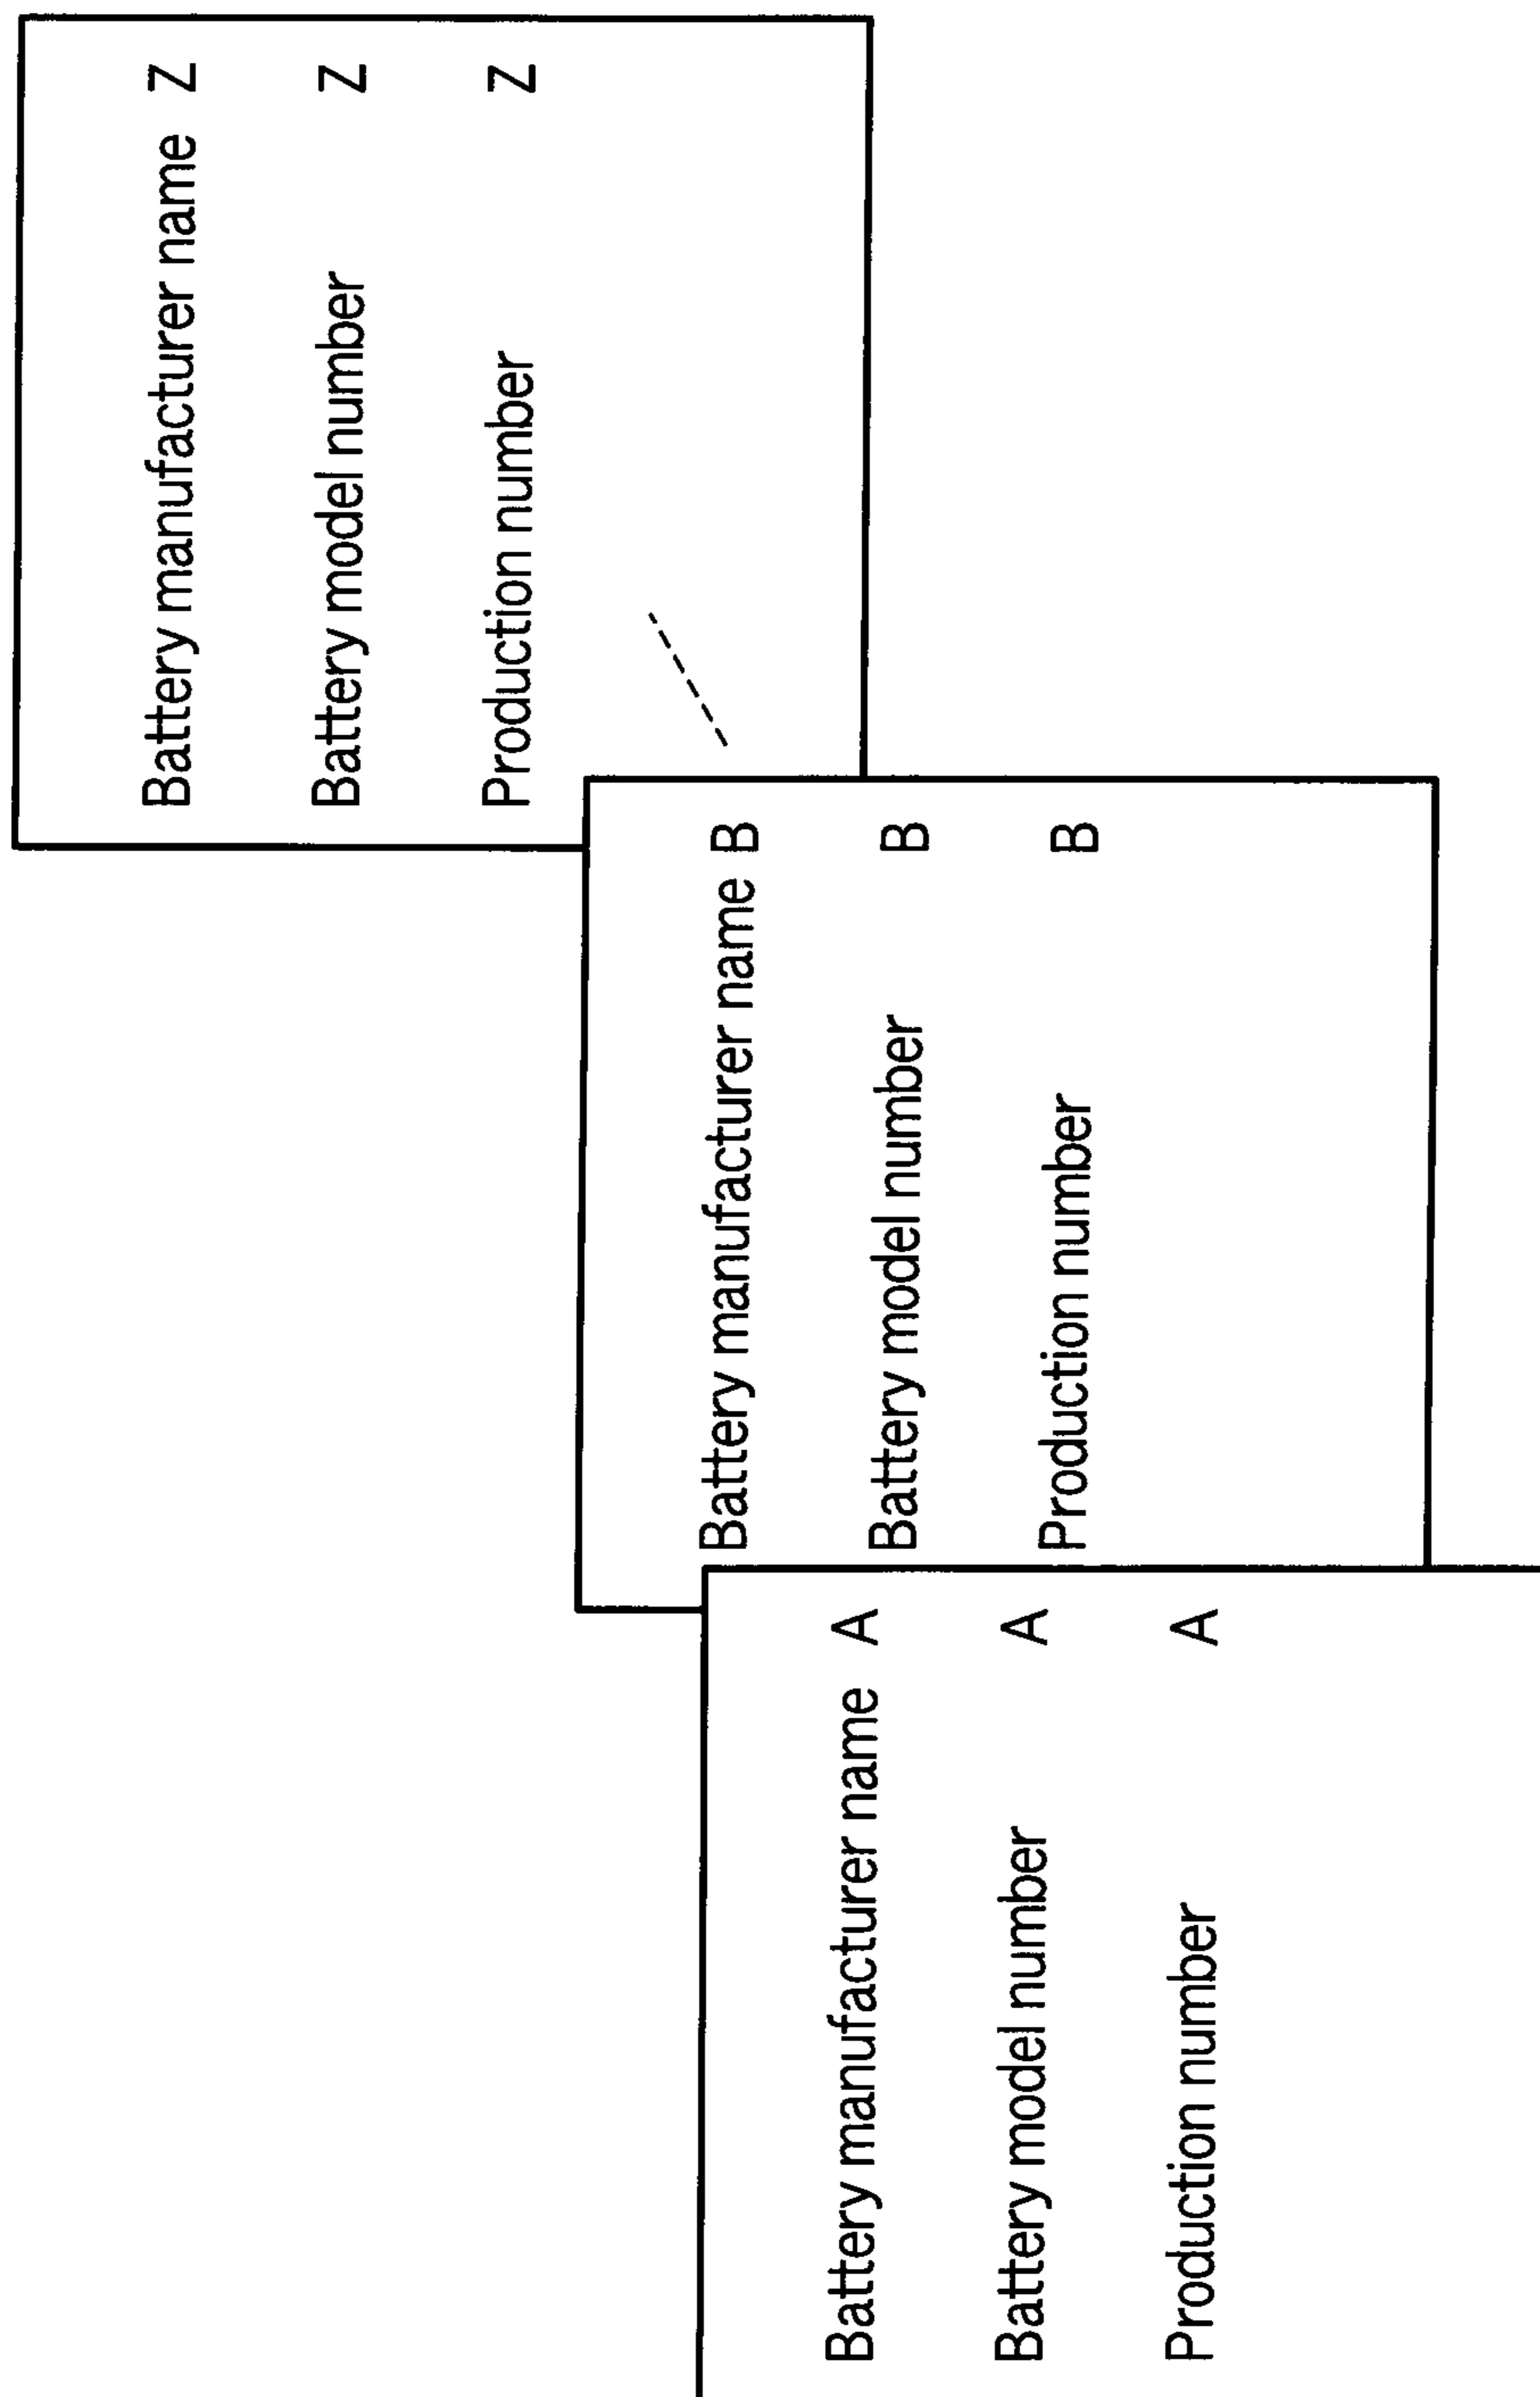 Battery manufacturer name A
Battery model number A
Production number A
Battery manufacturer name B
Battery model number B
Production number B
Battery manufacturer name Z
Battery model number Z
Production number Z